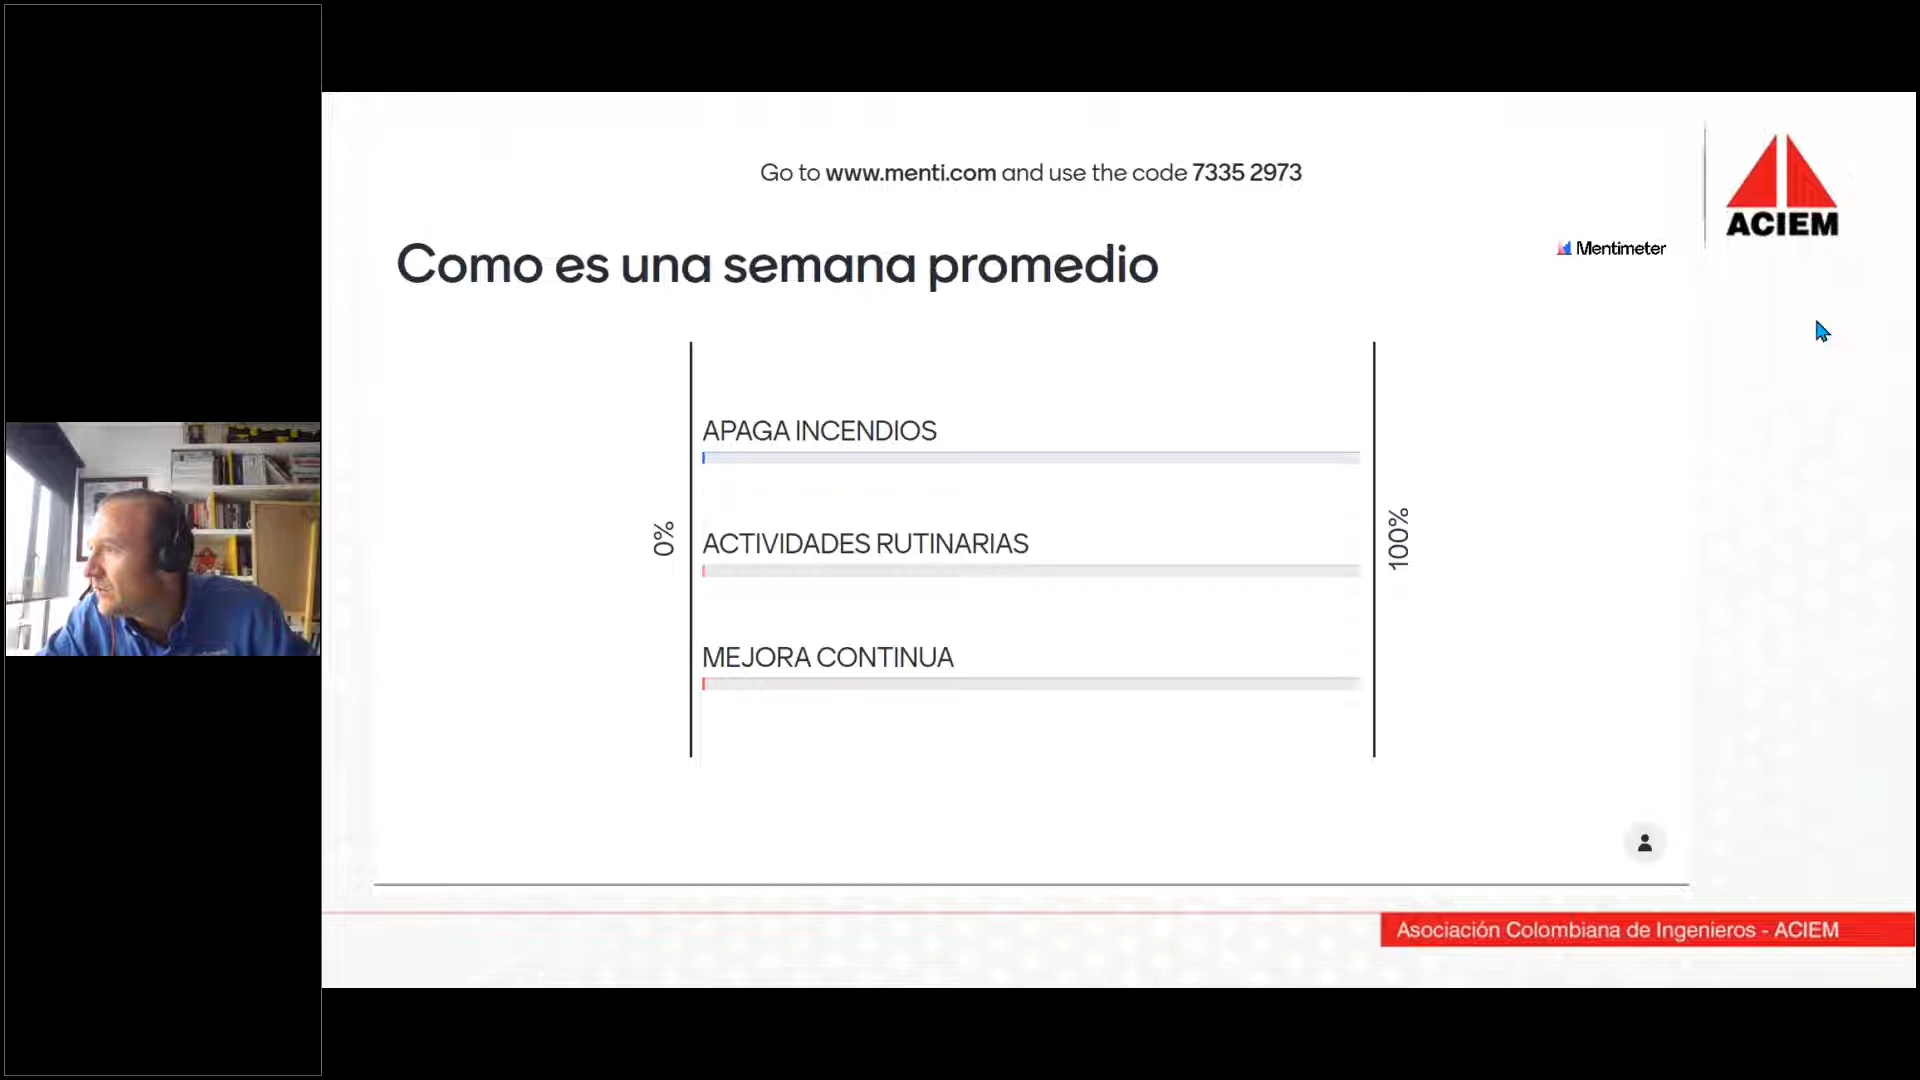 Go to www.menti.com and use the code 7335 2973
ACIEM
Como es una semana promedio
Mentimeter
APAGA INCENDIOS
0%
ACTIVIDADES RUTINARIAS
100%
MEJORA CONTINUA
Asociación Colombiana de Ingenieros - ACIEM